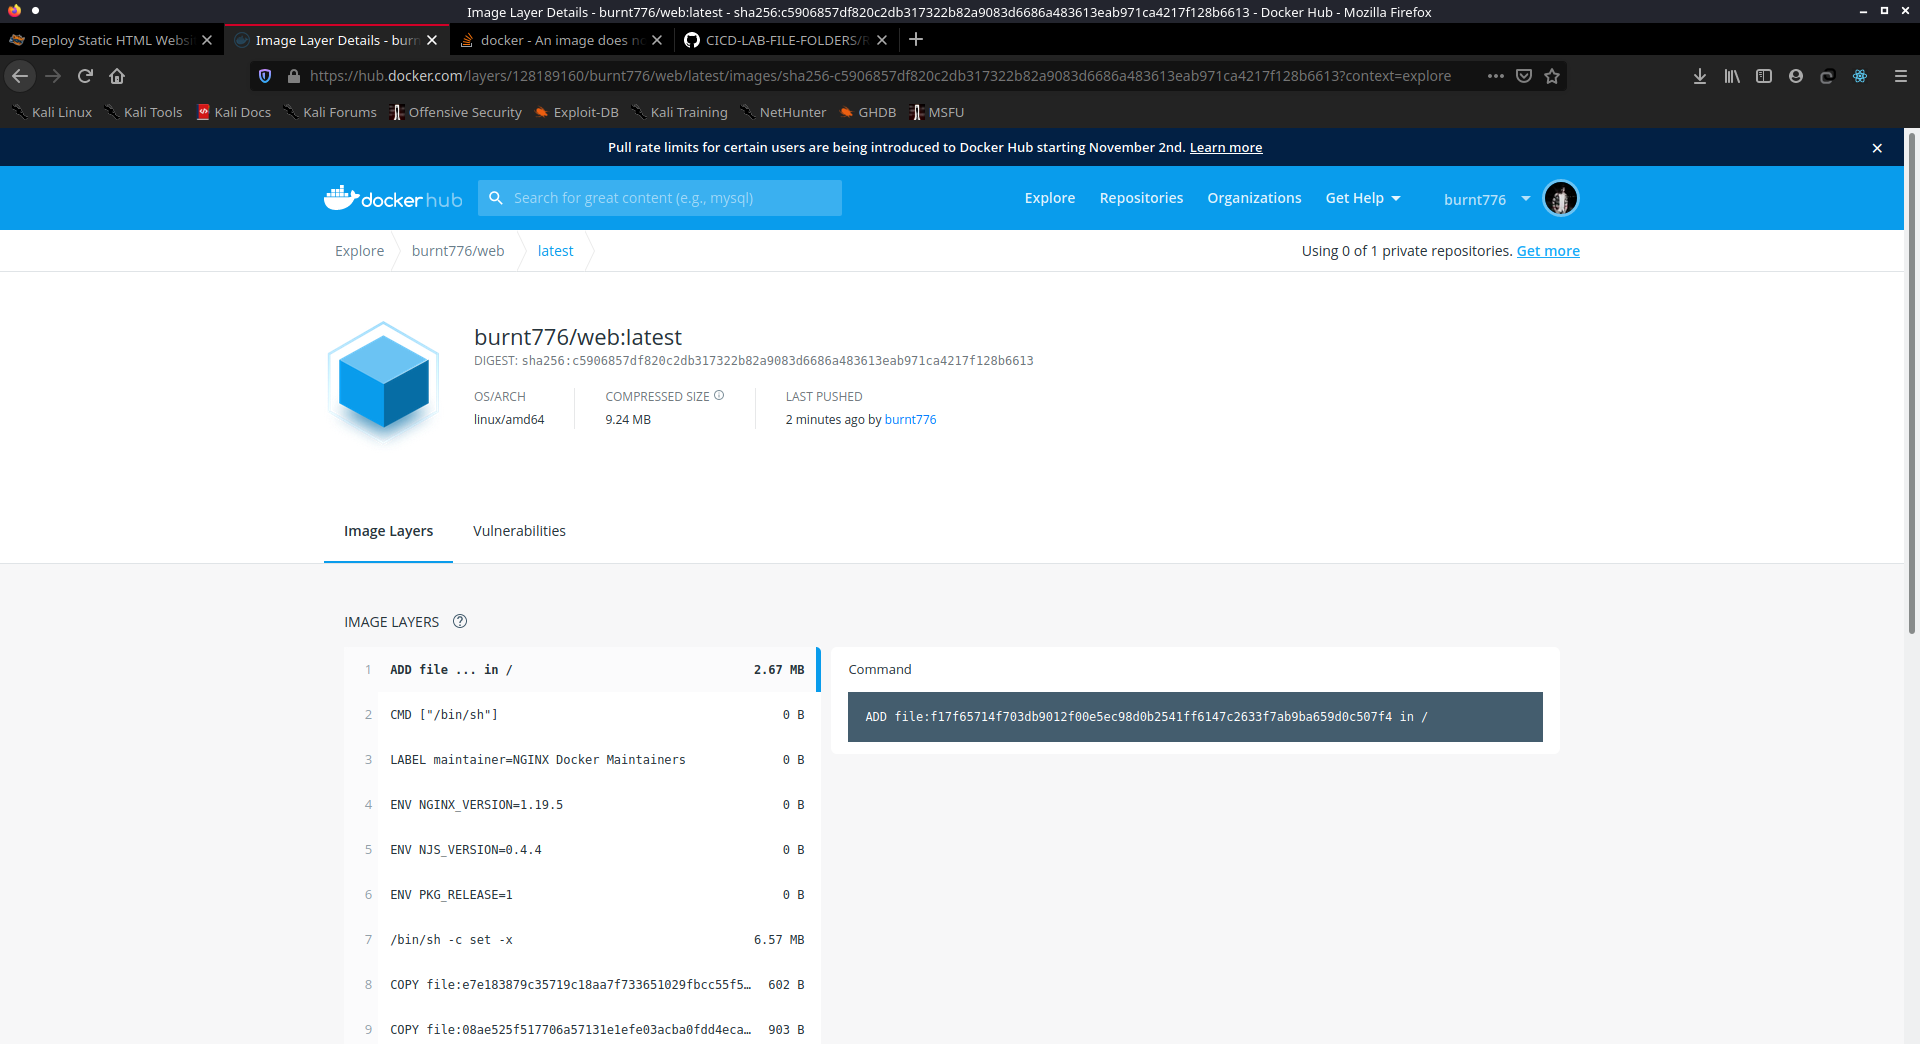 Image Layer Details - burnt776/web:latest - sha256:c5906857df820c2db317322b82a9083d6686a483613eab971ca4217f128b6613 - Docker Hub - Mozilla Firefox
Deploy Static HTML Websi
Image Layer Details - burn
docker - An image does no
CICD-LAB-FILE-FOLDERS/R
https://hub.docker.com/layers/128189160/burnt776/web/latest/images/sha256-c5906857df820c2db317322b82a9083d6686a483613eab971ca4217f128b6613?context=explore
Kali Linux Kali Tools Kali Docs Kali Forums Offensive Security Exploit-DB Kali Training NetHunter GHDB MSFU
Pull rate limits for certain users are being introduced to Docker Hub starting November 2nd. Learn more
docker hub Search for great content (e.g., mysql) Explore Repositories Organizations Get Help burnt776
Explore burnt776/web latest Using 0 of 1 private repositories. Get more
burnt776/web:latest
DIGEST: sha256:c5906857df820c2db317322b82a9083d6686a483613eab971ca4217f128b6613
OS/ARCH COMPRESSED SIZE LAST PUSHED
linux/amd64 9.24 MB 2 minutes ago by burnt776
Image Layers Vulnerabilities
IMAGE LAYERS
1 ADD file ... in / 2.67 MB
Command
ADD file:f17f65714f703db9012f00e5ec98d0b2541ff6147c2633f7ab9ba659d0c507f4 in /
2 CMD ["/bin/sh"] 0 B
3 LABEL maintainer=NGINX Docker Maintainers 0 B
4 ENV NGINX_VERSION=1.19.5 0 B
5 ENV NJS_VERSION=0.4.4 0 B
6 ENV PKG_RELEASE=1 0 B
7 /bin/sh -c set -x 6.57 MB
8 COPY file:e7e183879c35719c18aa7f733651029fbcc55f5… 602 B
9 COPY file:08ae525f517706a57131e1efe03acba0fdd4eca… 903 B